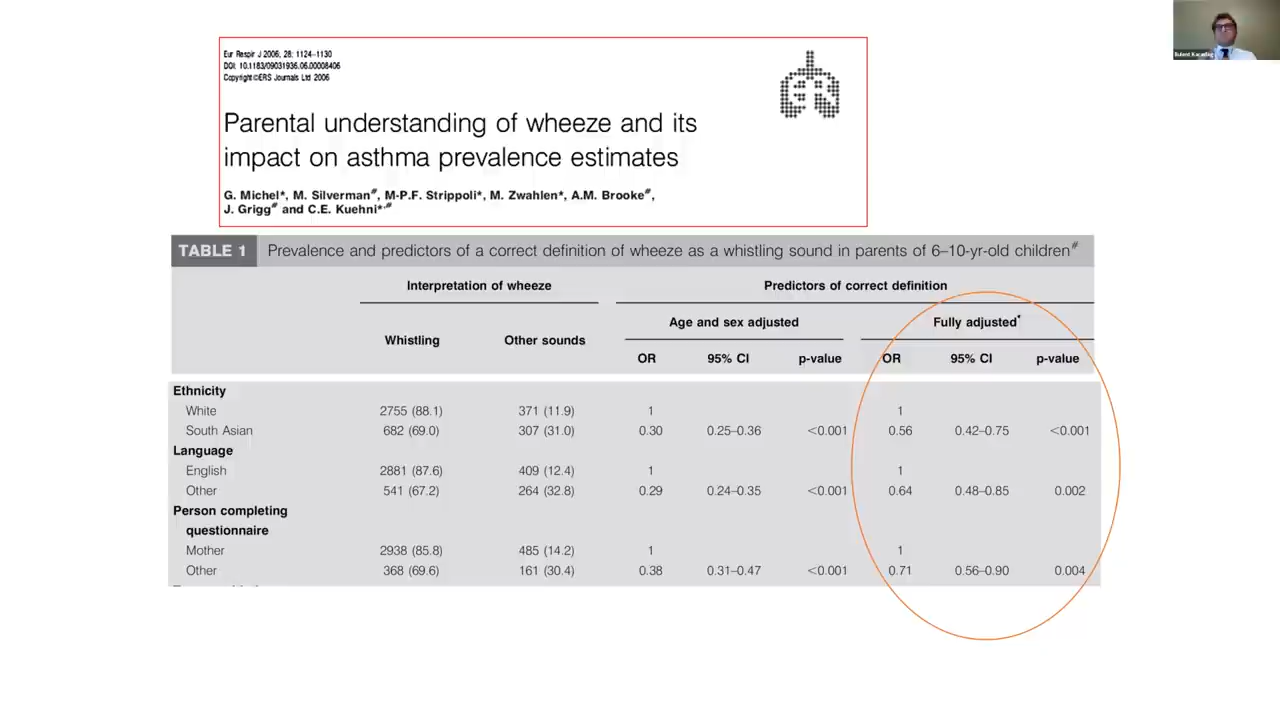 Bulent Karadag
Eur Respir J 2006; 28: 1124–1130
DOI: 10.1183/09031936.06.00008406
Copyright©ERS Journals Ltd 2006
Parental understanding of wheeze and its
impact on asthma prevalence estimates
G. Michel*, M. Silverman#, M-P.F. Strippoli*, M. Zwahlen*, A.M. Brooke#,
J. Grigg# and C.E. Kuehni*,#
TABLE 1 Prevalence and predictors of a correct definition of wheeze as a whistling sound in parents of 6–10-yr-old children#
Interpretation of wheeze Predictors of correct definition
Age and sex adjusted Fully adjusted*
Whistling Other sounds
OR 95% CI p-value OR 95% CI p-value
Ethnicity
White 2755 (88.1) 371 (11.9) 1 1
South Asian 682 (69.0) 307 (31.0) 0.30 0.25–0.36 <0.001 0.56 0.42–0.75 <0.001
Language
English 2881 (87.6) 409 (12.4) 1 1
Other 541 (67.2) 264 (32.8) 0.29 0.24–0.35 <0.001 0.64 0.48–0.85 0.002
Person completing
questionnaire
Mother 2938 (85.8) 485 (14.2) 1 1
Other 368 (69.6) 161 (30.4) 0.38 0.31–0.47 <0.001 0.71 0.56–0.90 0.004